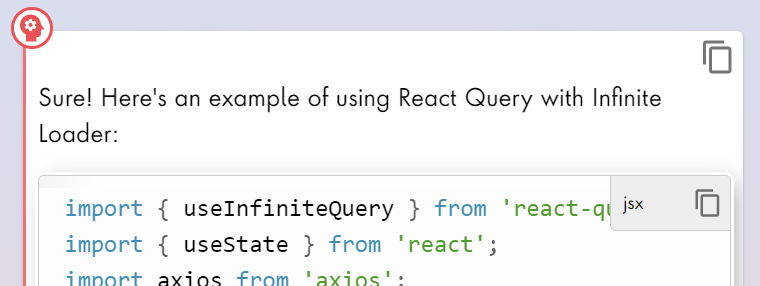 Sure! Here's an example of using React Query with Infinite
Loader:
jsx
import { useInfiniteQuery } from 'react-qu
import { useState } from 'react';
import axios from 'axios';